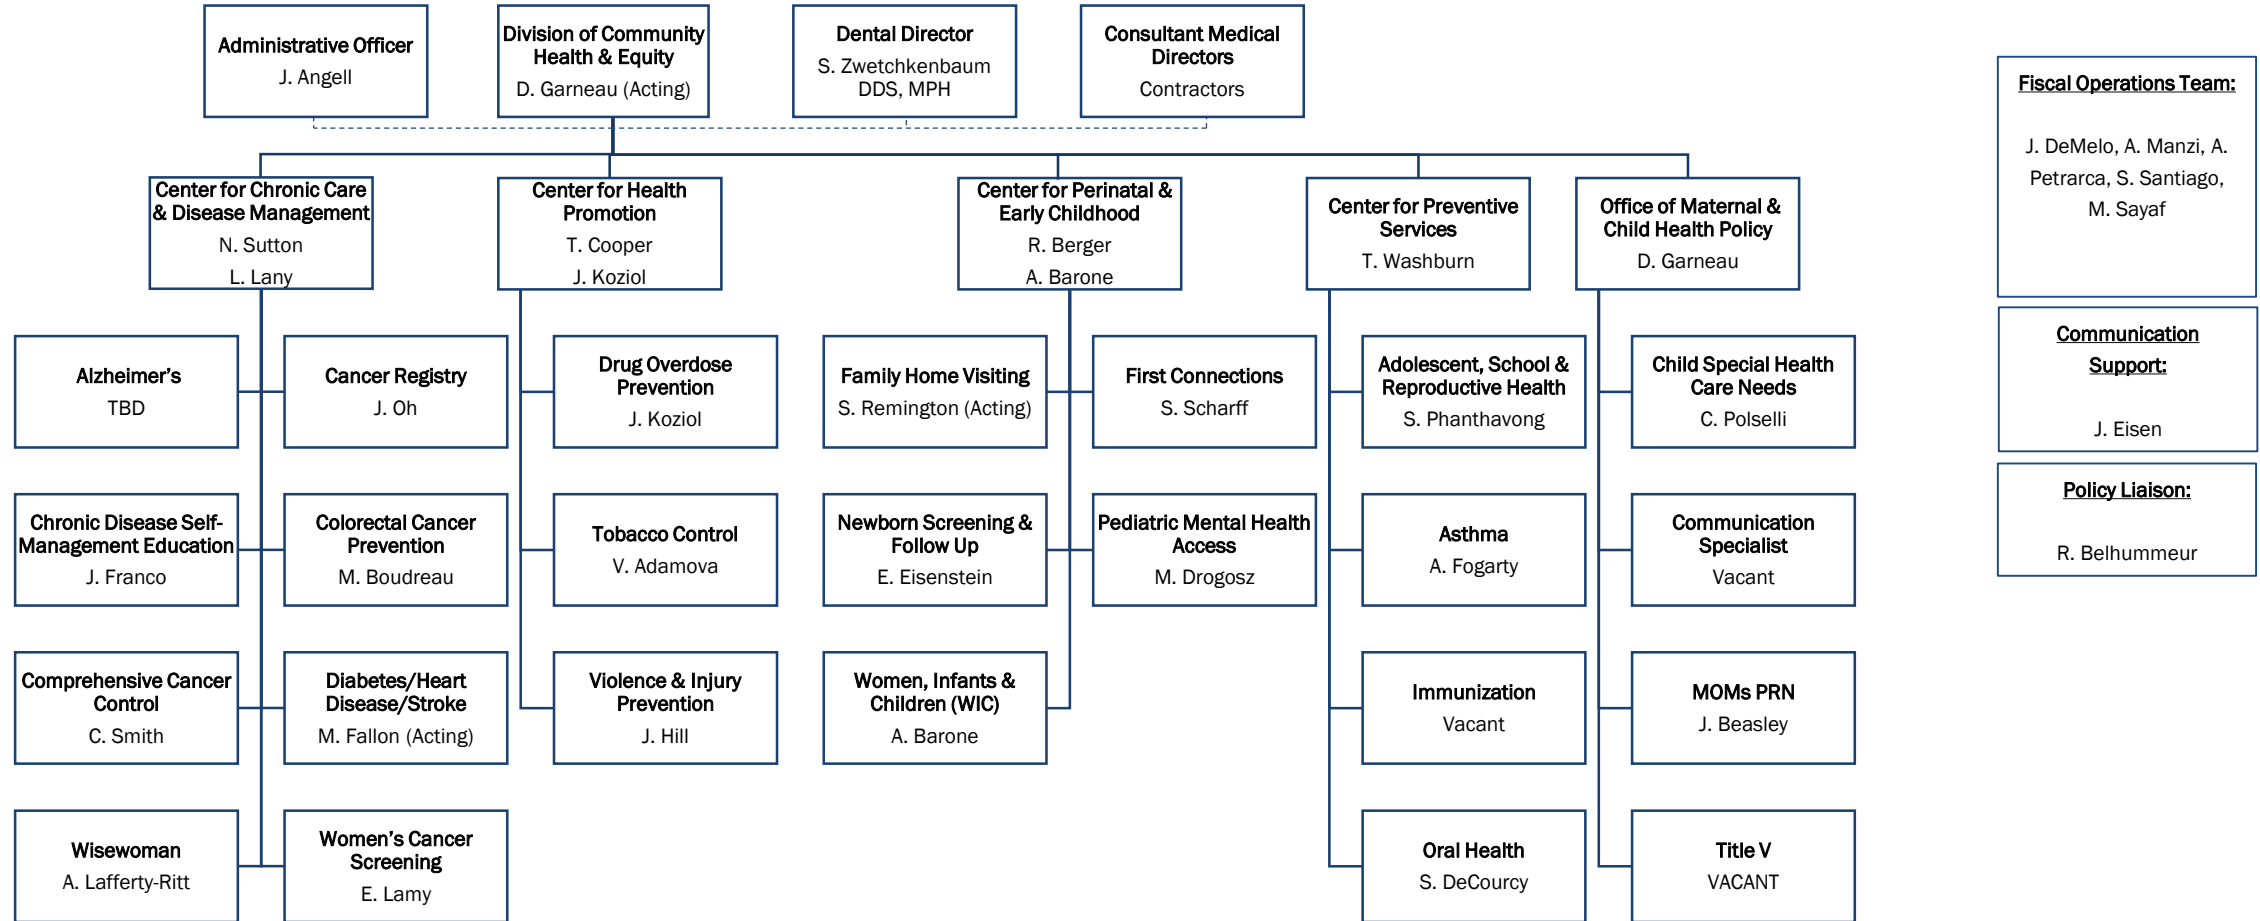 Administrative Officer
J. Angell
Division of Community
Health & Equity
D. Garneau (Acting)
Dental Director
S. Zwetchkenbaum
DDS, MPH
Consultant Medical
Directors
Contractors
Fiscal Operations Team:
J. DeMelo, A. Manzi, A.
Petrarca, S. Santiago,
M. Sayaf
Communication
Support:
J. Eisen
Policy Liaison:
R. Belhummeur
Center for Chronic Care
& Disease Management
N. Sutton
L. Lany
Center for Health
Promotion
T. Cooper
J. Koziol
Center for Perinatal &
Early Childhood
R. Berger
A. Barone
Center for Preventive
Services
T. Washburn
Office of Maternal &
Child Health Policy
D. Garneau
Alzheimer's
TBD
Cancer Registry
J. Oh
Drug Overdose
Prevention
J. Koziol
Family Home Visiting
S. Remington (Acting)
First Connections
S. Scharff
Adolescent, School &
Reproductive Health
S. Phanthavong
Child Special Health
Care Needs
C. Polselli
Chronic Disease Self-
Management Education
J. Franco
Colorectal Cancer
Prevention
M. Boudreau
Tobacco Control
V. Adamova
Newborn Screening &
Follow Up
E. Eisenstein
Pediatric Mental Health
Access
M. Drogosz
Asthma
A. Fogarty
Communication
Specialist
Vacant
Comprehensive Cancer
Control
C. Smith
Diabetes/Heart
Disease/Stroke
M. Fallon (Acting)
Violence & Injury
Prevention
J. Hill
Women, Infants &
Children (WIC)
A. Barone
Immunization
Vacant
MOMs PRN
J. Beasley
Wisewoman
A. Lafferty-Ritt
Women's Cancer
Screening
E. Lamy
Oral Health
S. DeCourcy
Title V
VACANT